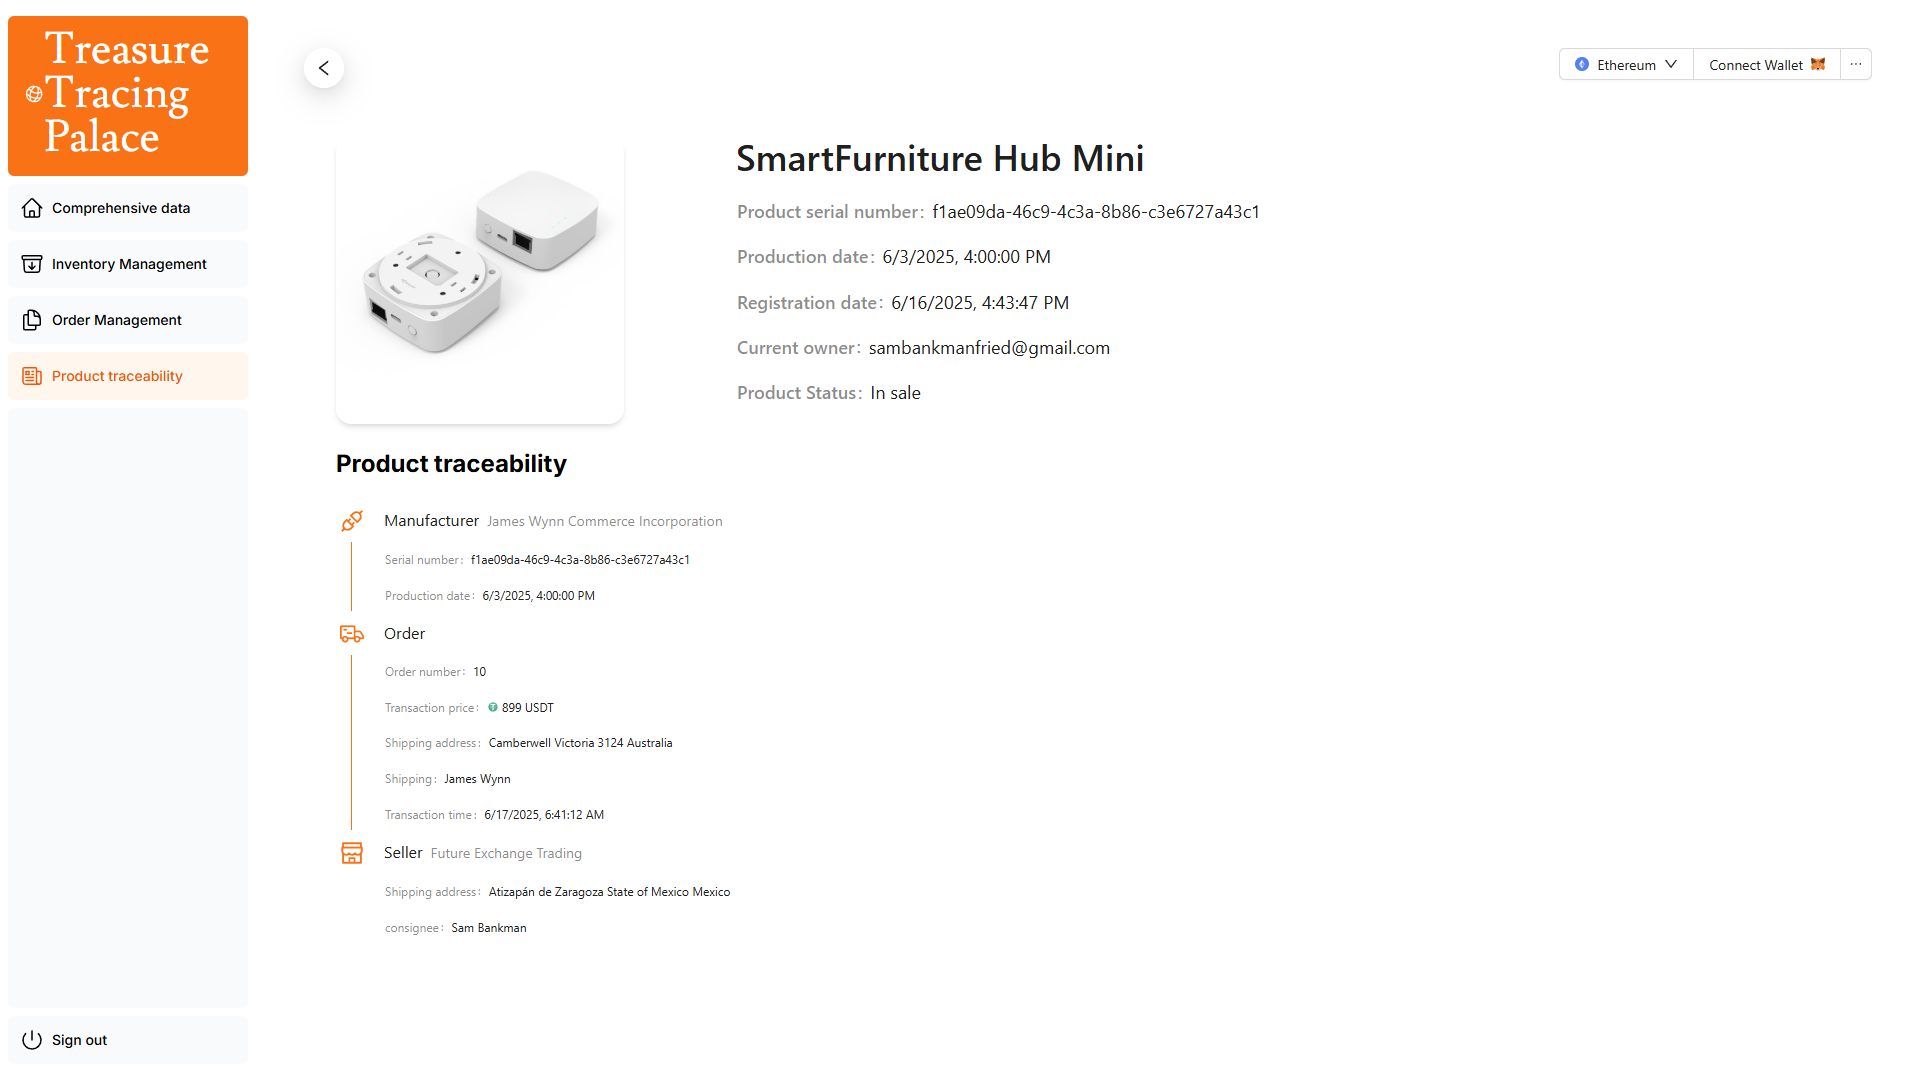 Treasure
Tracing
Palace
Comprehensive data
Inventory Management
Order Management
Product traceability
Sign out
Ethereum
Connect Wallet
···
SmartFurniture Hub Mini
Product serial number: f1ae09da-46c9-4c3a-8b86-c3e6727a43c1
Production date: 6/3/2025, 4:00:00 PM
Registration date: 6/16/2025, 4:43:47 PM
Current owner: sambankmanfried@gmail.com
Product Status: In sale
Product traceability
Manufacturer James Wynn Commerce Incorporation
Serial number: f1ae09da-46c9-4c3a-8b86-c3e6727a43c1
Production date: 6/3/2025, 4:00:00 PM
Order
Order number: 10
Transaction price: 899 USDT
Shipping address: Camberwell Victoria 3124 Australia
Shipping: James Wynn
Transaction time: 6/17/2025, 6:41:12 AM
Seller Future Exchange Trading
Shipping address: Atizapán de Zaragoza State of Mexico Mexico
consignee: Sam Bankman